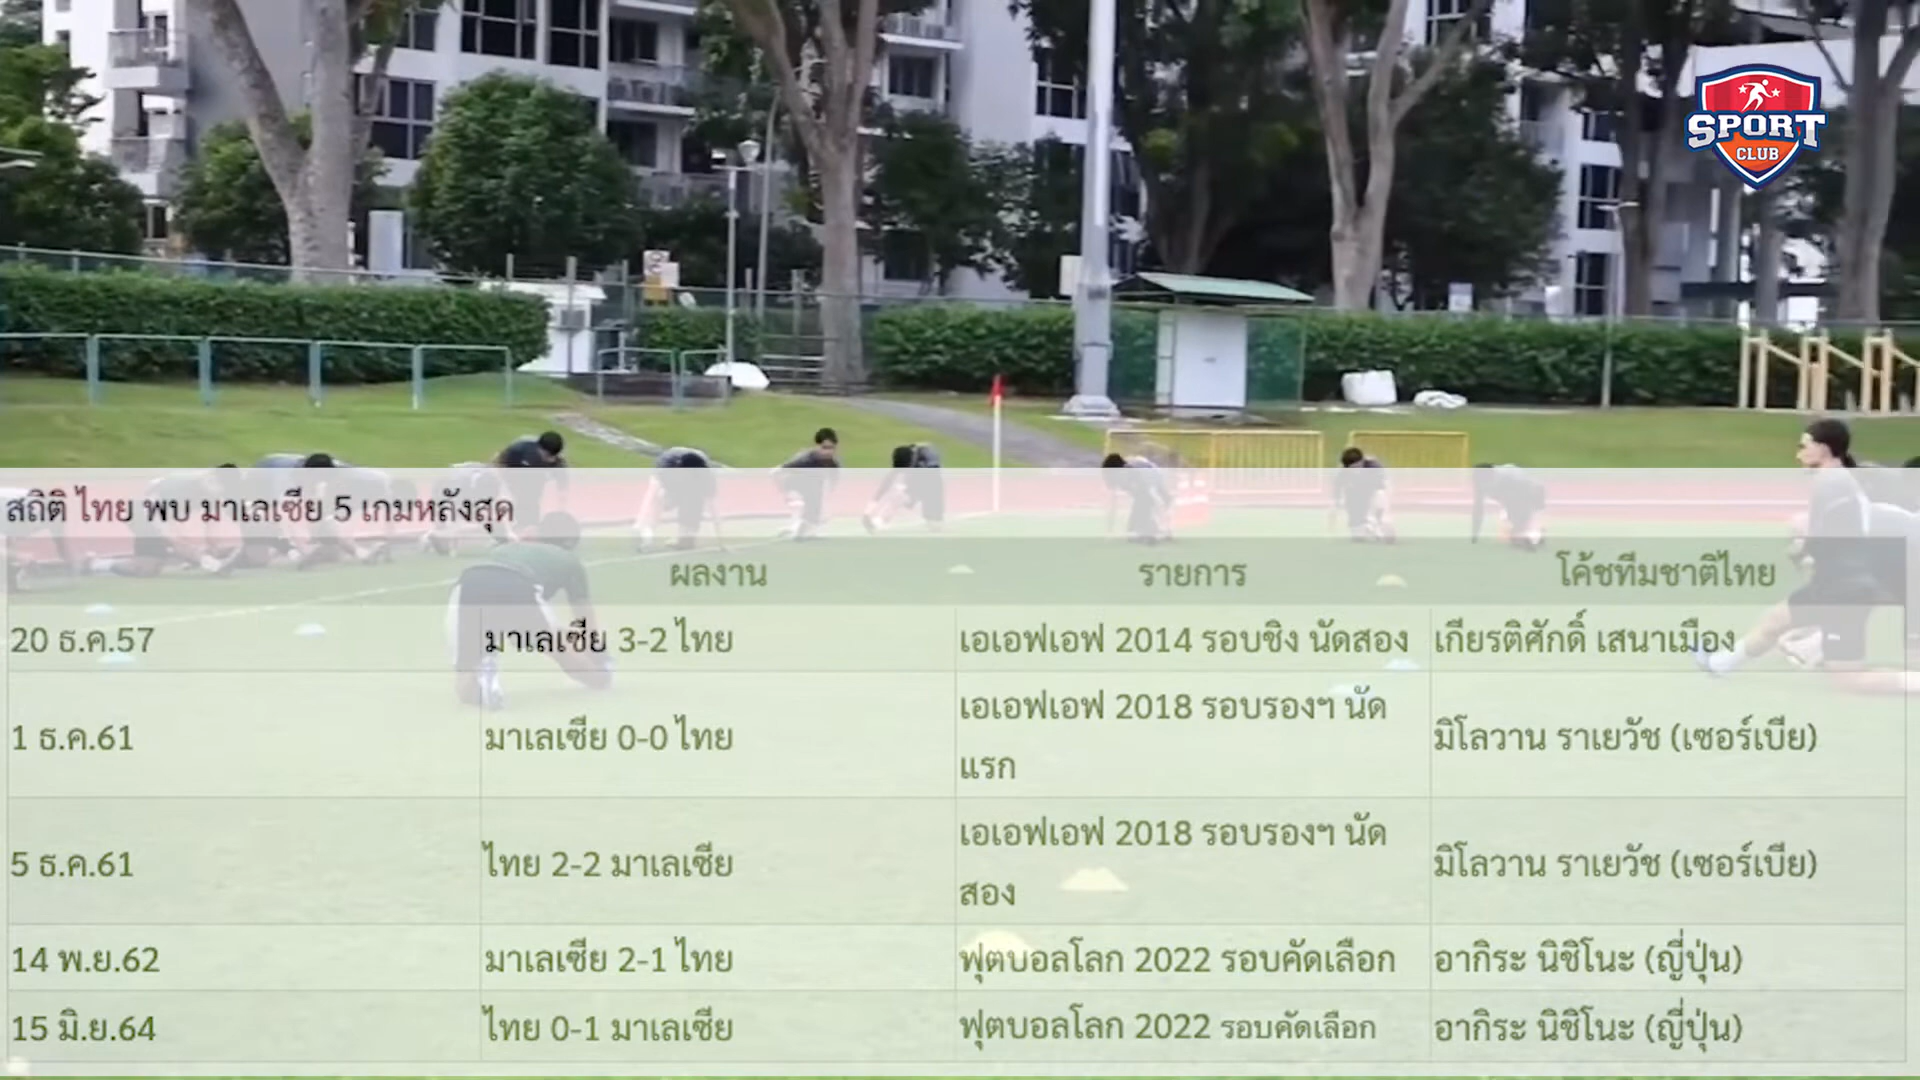 SPORT
CLUB
สถิติ ไทย พบ มาเลเซีย 5 เกมหลังสุด
ผลงาน รายการ โค้ชทีมชาติไทย
20 ธ.ค.57 มาเลเซีย 3-2 ไทย เอเอฟเอฟ 2014 รอบชิง นัดสอง เกียรติศักดิ์ เสนาเมือง
1 ธ.ค.61 มาเลเซีย 0-0 ไทย เอเอฟเอฟ 2018 รอบรองฯ นัด
แรก มิโลวาน ราเยวัช (เซอร์เบีย)
5 ธ.ค.61 ไทย 2-2 มาเลเซีย เอเอฟเอฟ 2018 รอบรองฯ นัด
สอง มิโลวาน ราเยวัช (เซอร์เบีย)
14 พ.ย.62 มาเลเซีย 2-1 ไทย ฟุตบอลโลก 2022 รอบคัดเลือก อากิระ นิชิโนะ (ญี่ปุ่น)
15 มิ.ย.64 ไทย 0-1 มาเลเซีย ฟุตบอลโลก 2022 รอบคัดเลือก อากิระ นิชิโนะ (ญี่ปุ่น)